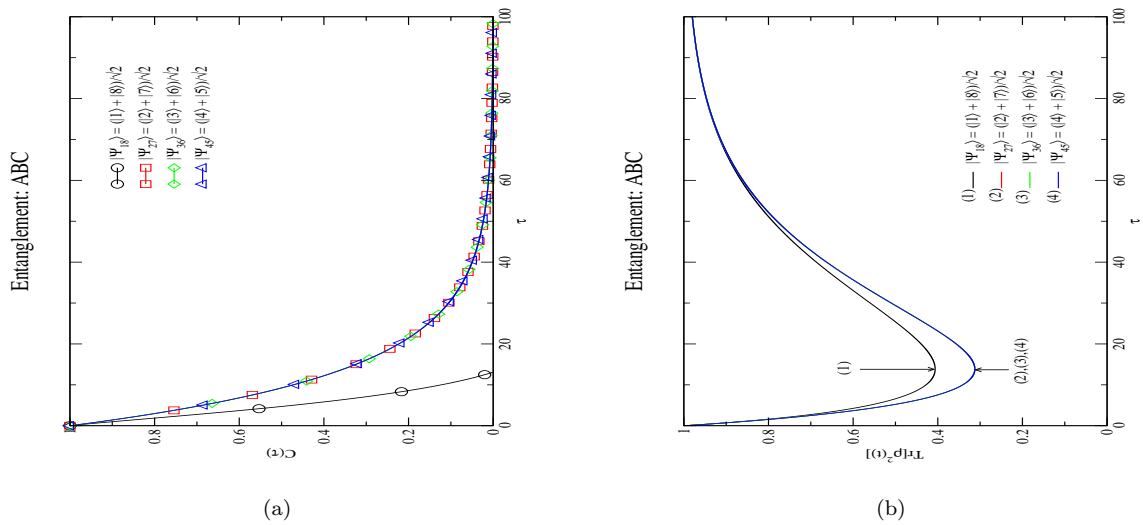 Entanglement: ABC
|Ψ18⟩ = (|1⟩ + |8⟩)/√2
|Ψ27⟩ = (|2⟩ + |7⟩)/√2
|Ψ36⟩ = (|3⟩ + |6⟩)/√2
|Ψ45⟩ = (|4⟩ + |5⟩)/√2
C(τ)
1
0.8
0.6
0.4
0.2
0
0
20
40
60
80
100
τ
(a)
Entanglement: ABC
(1) |Ψ18⟩ = (|1⟩ + |8⟩)/√2
(2) |Ψ27⟩ = (|2⟩ + |7⟩)/√2
(3) |Ψ36⟩ = (|3⟩ + |6⟩)/√2
(4) |Ψ45⟩ = (|4⟩ + |5⟩)/√2
(1)
(2),(3),(4)
Tr[ρ²(t)]
1
0.8
0.6
0.4
0.2
0
0
20
40
60
80
100
τ
(b)